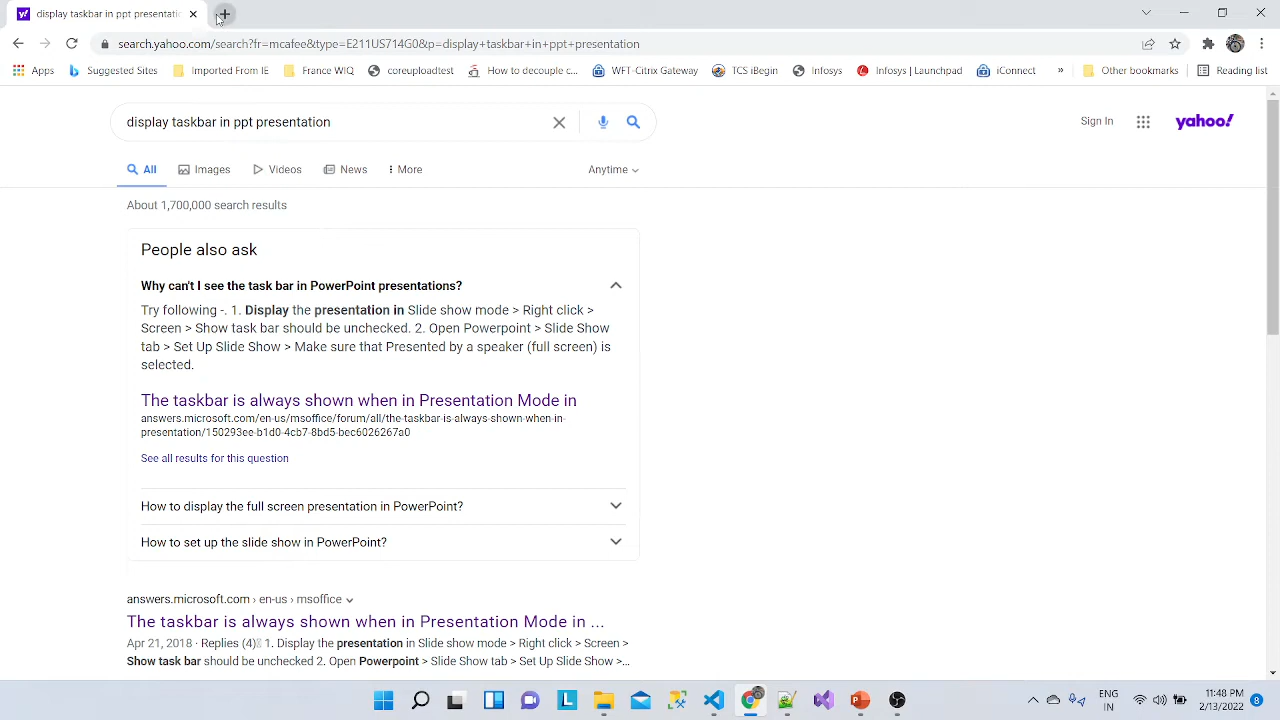 display taskbar in ppt presentatio
search.yahoo.com/search?fr=mcafee&type=E211US714G0&p=display+taskbar+in+ppt+presentation
Apps
Suggested Sites
Imported From IE
France WIQ
coreuploadtest
How to decouple c...
WFT-Citrix Gateway
TCS iBegin
Infosys
Infosys | Launchpad
iConnect
»
Other bookmarks
Reading list
display taskbar in ppt presentation
Sign In
yahoo!
All
Images
Videos
News
More
Anytime
About 1,700,000 search results
People also ask
Why can't I see the task bar in PowerPoint presentations?
Try following -. 1. Display the presentation in Slide show mode > Right click >
Screen > Show task bar should be unchecked. 2. Open Powerpoint > Slide Show
tab > Set Up Slide Show > Make sure that Presented by a speaker (full screen) is
selected.
The taskbar is always shown when in Presentation Mode in
answers.microsoft.com/en-us/msoffice/forum/all/the-taskbar-is-always-shown-when-in-
presentation/150293ee-b1d0-4cb7-8bd5-bec6026267a0
See all results for this question
How to display the full screen presentation in PowerPoint?
How to set up the slide show in PowerPoint?
answers.microsoft.com › en-us › msoffice
The taskbar is always shown when in Presentation Mode in ...
Apr 21, 2018 · Replies (4) 1. Display the presentation in Slide show mode > Right click > Screen >
Show task bar should be unchecked 2. Open Powerpoint > Slide Show tab > Set Up Slide Show >...
ENG
IN
11:48 PM
2/13/2022
8